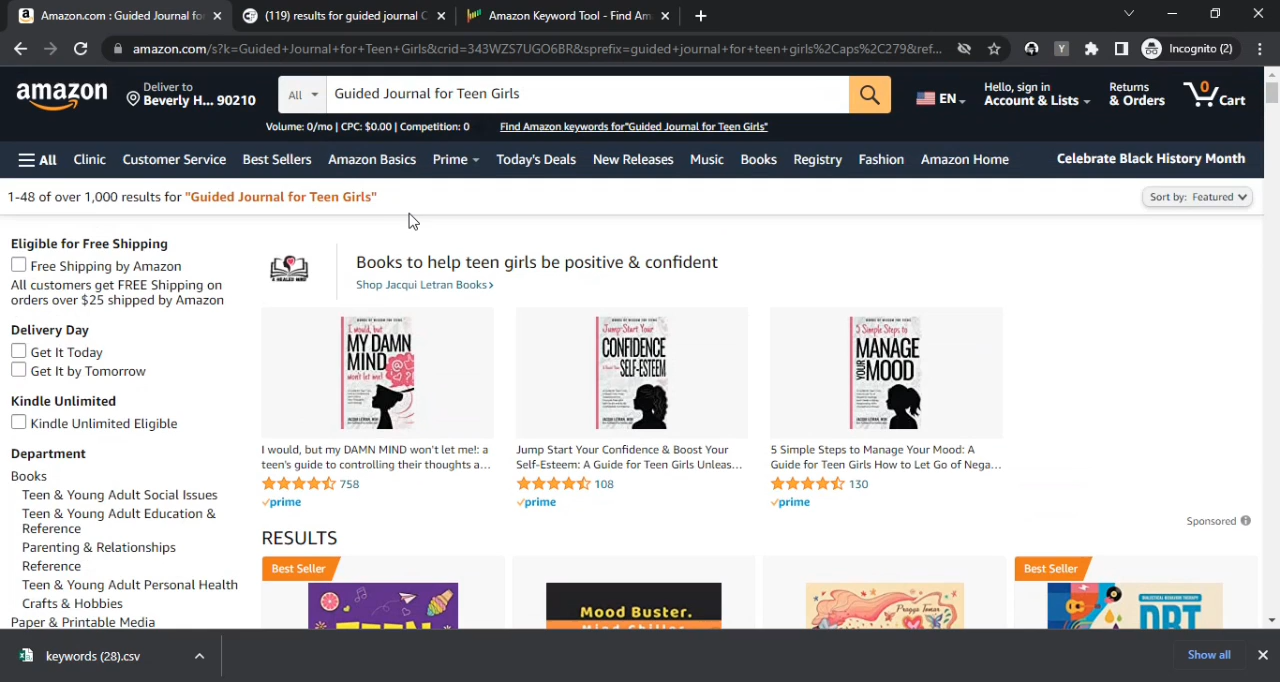 Amazon.com : Guided Journal fo
(119) results for guided journal
Amazon Keyword Tool - Find Am
amazon.com/s?k=Guided+Journal+for+Teen+Girls&crid=343WZS7UGO6BR&sprefix=guided+journal+for+teen+girls%2Caps%2C279&ref...
Incognito (2)
amazon
Deliver to
Beverly H... 90210
All
Guided Journal for Teen Girls
EN
Hello, sign in
Account & Lists
Returns
& Orders
0
Cart
Volume: 0/mo | CPC: $0.00 | Competition: 0
Find Amazon keywords for"Guided Journal for Teen Girls"
All Clinic Customer Service Best Sellers Amazon Basics Prime Today's Deals New Releases Music Books Registry Fashion Amazon Home Celebrate Black History Month
1-48 of over 1,000 results for "Guided Journal for Teen Girls"
Sort by: Featured
Eligible for Free Shipping
Free Shipping by Amazon
All customers get FREE Shipping on
orders over $25 shipped by Amazon
Delivery Day
Get It Today
Get It by Tomorrow
Kindle Unlimited
Kindle Unlimited Eligible
Department
Books
Teen & Young Adult Social Issues
Teen & Young Adult Education &
Reference
Parenting & Relationships
Reference
Teen & Young Adult Personal Health
Crafts & Hobbies
Paper & Printable Media
A HEALED MIND
Books to help teen girls be positive & confident
Shop Jacqui Letran Books
I would, but
MY DAMN
MIND
won't let me!
Jump Start Your
CONFIDENCE
SELF-ESTEEM
5 Simple Steps to
MANAGE
YOUR
MOOD
I would, but my DAMN MIND won't let me!: a
teen's guide to controlling their thoughts a...
758
prime
Jump Start Your Confidence & Boost Your
Self-Esteem: A Guide for Teen Girls Unleas...
108
prime
5 Simple Steps to Manage Your Mood: A
Guide for Teen Girls How to Let Go of Nega...
130
prime
Sponsored
RESULTS
Best Seller
Best Seller
TEEN
Mood Buster.
Mind Chiller.
Pragya Tomar
DIALECTICAL BEHAVIOR THERAPY
DBT
keywords (28).csv
Show all